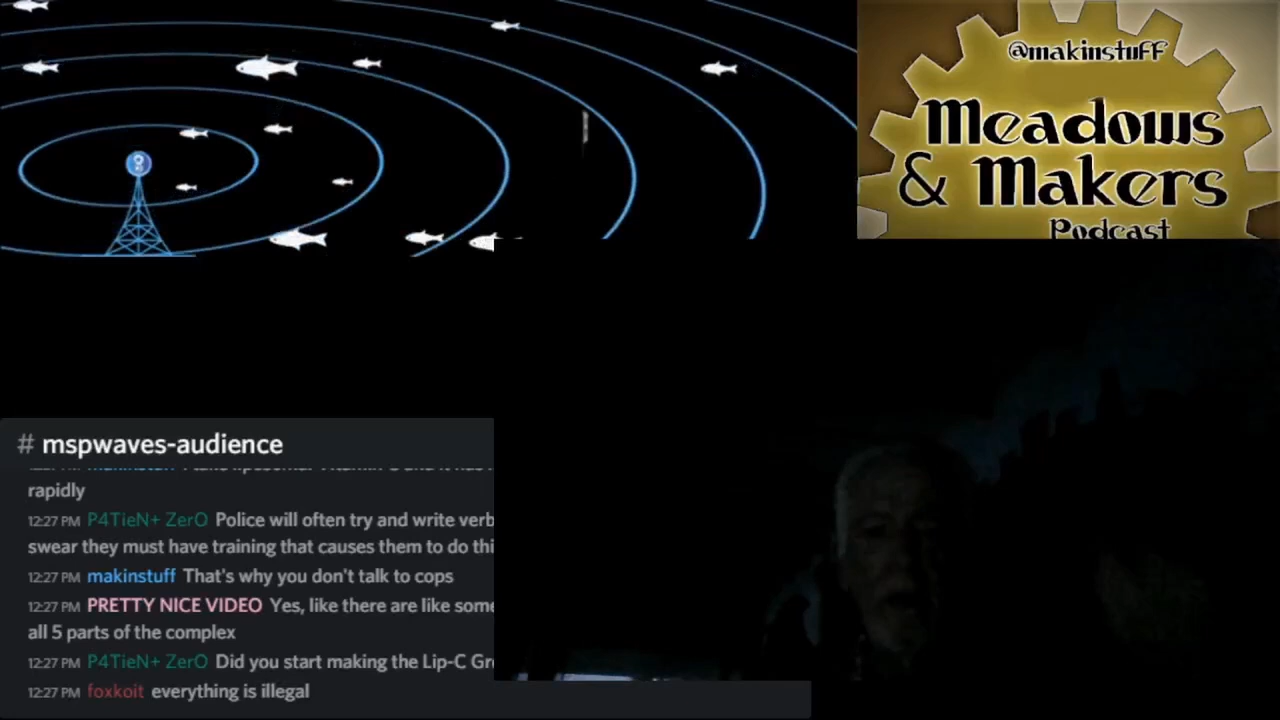 @makinstuff
Meadows
& Makers
Podcast
# mspwaves-audience
rapidly
12:27 PM P4TieN+ ZerO Police will often try and write verb
swear they must have training that causes them to do thi
12:27 PM makinstuff That's why you don't talk to cops
12:27 PM PRETTY NICE VIDEO Yes, like there are like some
all 5 parts of the complex
12:27 PM P4TieN+ ZerO Did you start making the Lip-C Gr
12:27 PM foxkoit everything is illegal